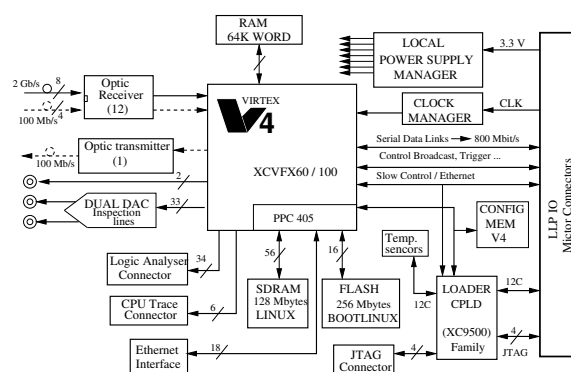 RAM
64K WORD
LOCAL
POWER SUPPLY
MANAGER
3.3 V
2 Gb/s
8
Optic
Receiver
(12)
100 Mb/s
4
VIRTEX
4
CLOCK
MANAGER
CLK
Serial Data Links
800 Mbit/s
Optic transmitter
(1)
100 Mb/s
XCVFX60 / 100
Control Broadcast, Trigger ...
2
Slow Control / Ethernet
DUAL DAC
Inspection
lines
33
PPC 405
CONFIG
MEM
V4
LLP IO
Mictor Connectors
34
Logic Analyser
Connector
56
16
Temp.
sencors
SDRAM
128 Mbytes
LINUX
FLASH
256 Mbytes
BOOTLINUX
12C
LOADER
CPLD
(XC9500)
Family
12C
CPU Trace
Connector
6
4
JTAG
Ethernet
Interface
18
JTAG
Connector
4